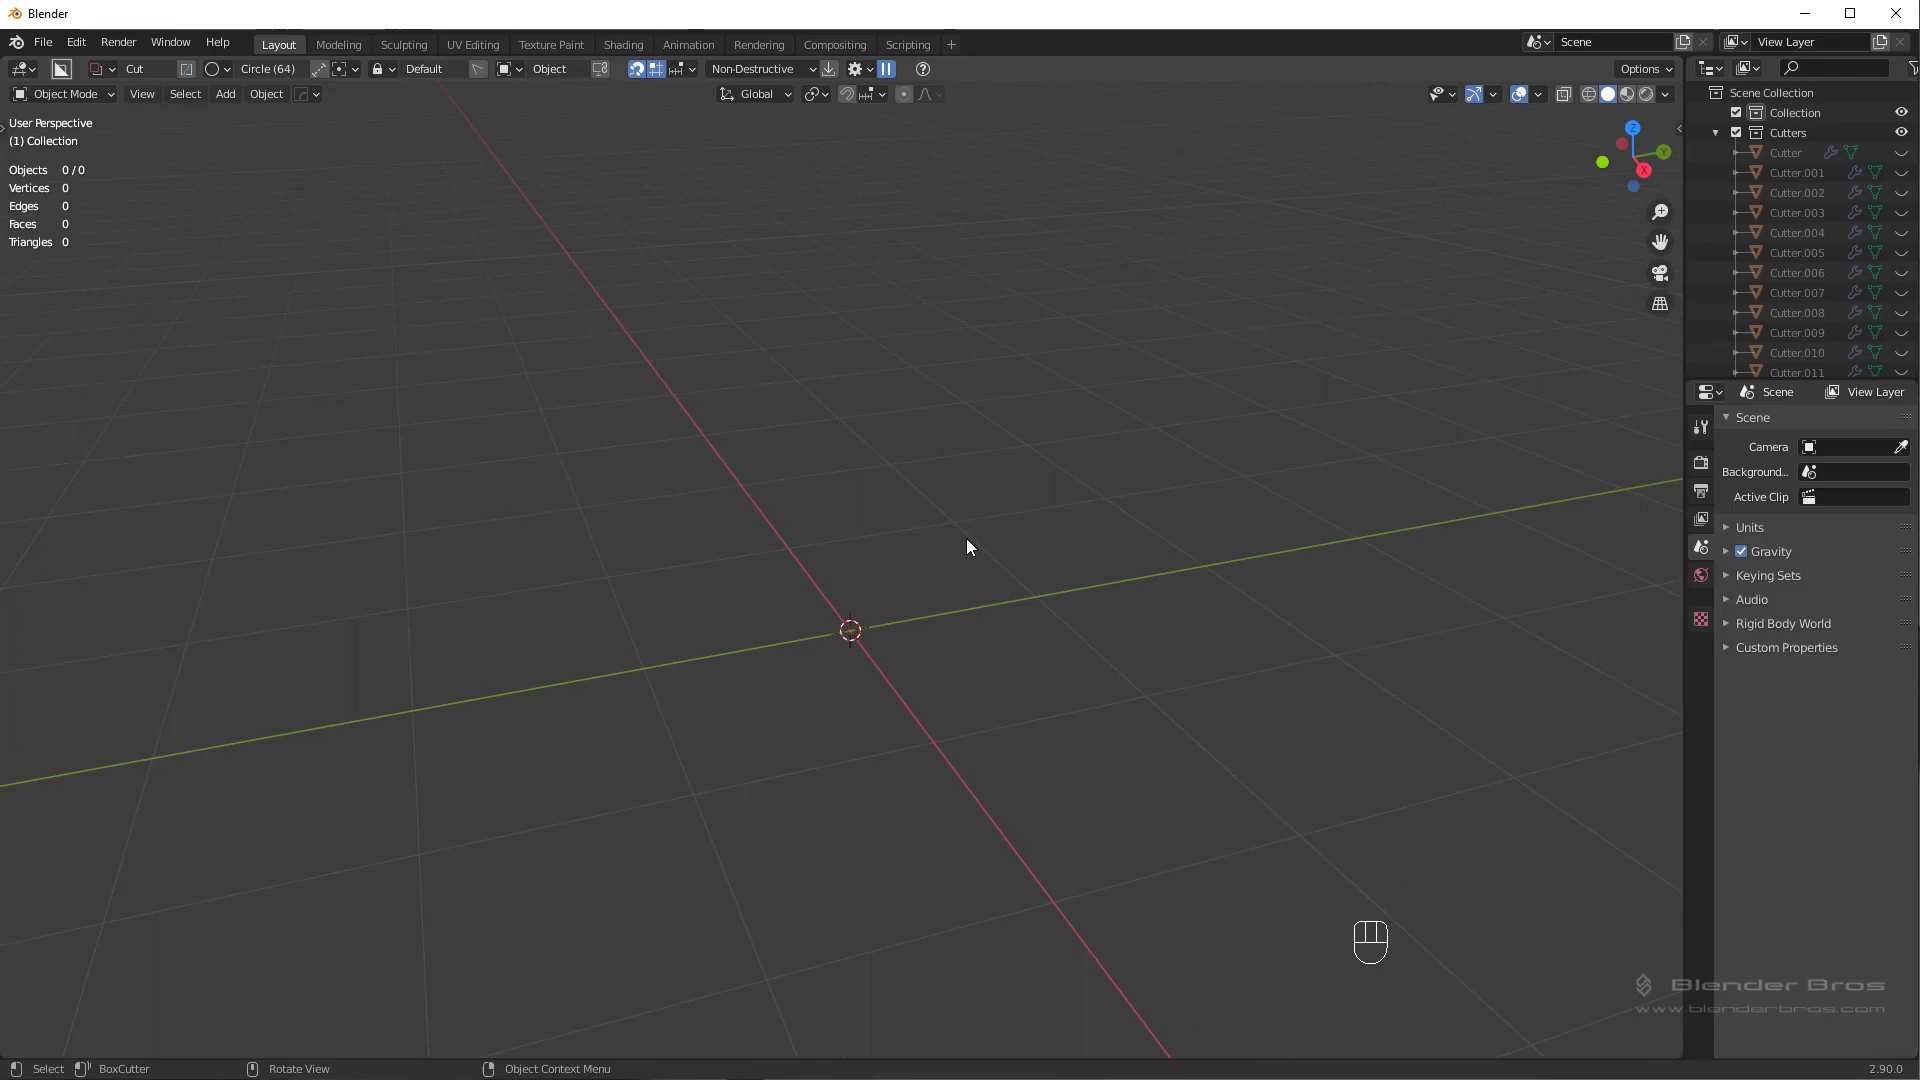 Blender
File Edit Render Window Help Layout Modeling Sculpting UV Editing Texture Paint Shading Animation Rendering Compositing Scripting + Scene View Layer
Cut Circle (64) Default Object Non-Destructive Options
Object Mode View Select Add Object Global
User Perspective
(1) Collection
Objects 0 / 0
Vertices 0
Edges 0
Faces 0
Triangles 0
Z
Y
X
Scene Collection
Collection
Cutters
Cutter
Cutter.001
Cutter.002
Cutter.003
Cutter.004
Cutter.005
Cutter.006
Cutter.007
Cutter.008
Cutter.009
Cutter.010
Cutter.011
Scene View Layer
Scene
Camera
Background...
Active Clip
Units
Gravity
Keying Sets
Audio
Rigid Body World
Custom Properties
Blender Bros
www.blenderbros.com
Select BoxCutter Rotate View Object Context Menu 2.90.0